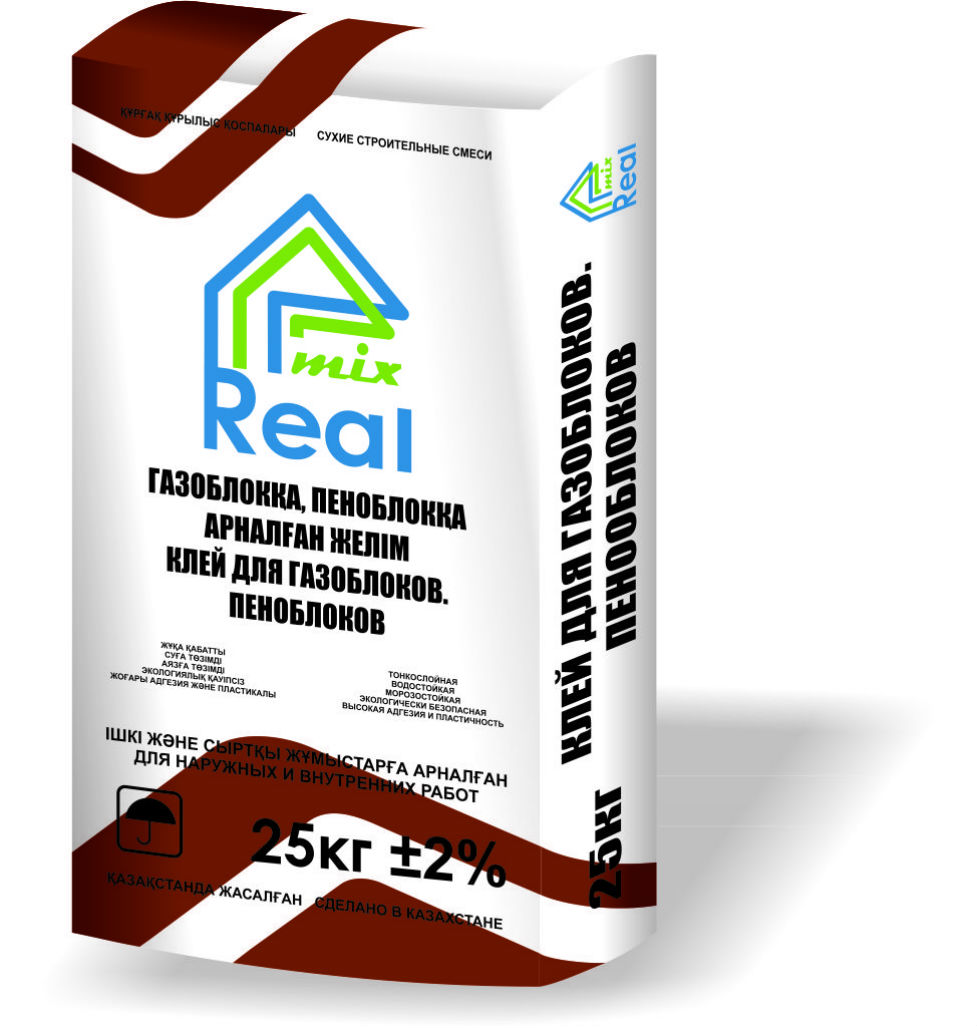 ҚҰРҒАҚ ҚҰРЫЛЫС ҚОСПАЛАРЫ
СУХИЕ СТРОИТЕЛЬНЫЕ СМЕСИ
mix
Real
ГАЗОБЛОККА, ПЕНОБЛОККА
АРНАЛҒАН ЖЕЛІМ
КЛЕЙ ДЛЯ ГАЗОБЛОКОВ.
ПЕНОБЛОКОВ
ЖҰҚА ҚАБАТТЫ
СУҒА ТӨЗІМДІ
АЯЗҒА ТӨЗІМДІ
ЭКОЛОГИЯЛЫҚ ҚАУІПСІЗ
ЖОҒАРЫ АДГЕЗИЯ ЖӘНЕ ПЛАСТИКАЛЫ
ТОНКОСЛОЙНАЯ
ВОДОСТОЙКАЯ
МОРОЗОСТОЙКАЯ
ЭКОЛОГИЧЕСКИ БЕЗОПАСНАЯ
ВЫСОКАЯ АДГЕЗИЯ И ПЛАСТИЧНОСТЬ
ІШКІ ЖӘНЕ СЫРТҚЫ ЖҰМЫСТАРҒА АРНАЛҒАН
ДЛЯ НАРУЖНЫХ И ВНУТРЕННИХ РАБОТ
25кг ±2%
ҚАЗАҚСТАНДА ЖАСАЛҒАН
СДЕЛАНО В КАЗАХСТАНЕ
mix
Real
КЛЕЙ ДЛЯ ГАЗОБЛОКОВ.
ПЕНООБЛОКОВ
25КГ